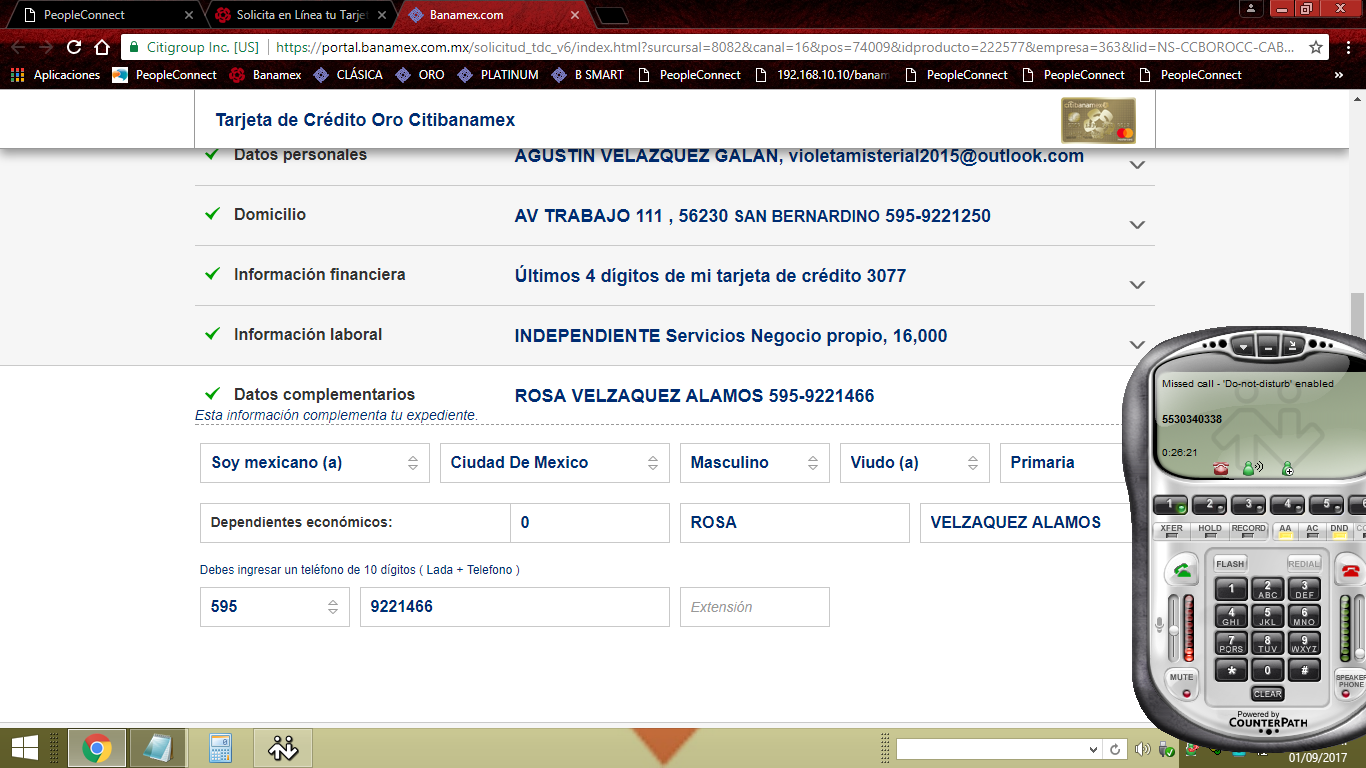 PeopleConnect
Solicita en Línea tu Tarje
Banamex.com
Citigroup Inc. [US]
https://portal.banamex.com.mx/solicitud_tdc_v6/index.html?surcursal=8082&canal=16&pos=74009&idproducto=222577&empresa=363&lid=NS-CCBOROCC-CAB...
Aplicaciones PeopleConnect Banamex CLÁSICA ORO PLATINUM B SMART PeopleConnect 192.168.10.10/banam PeopleConnect PeopleConnect PeopleConnect »
Tarjeta de Crédito Oro Citibanamex
citibanamex
Datos personales AGUSTIN VELAZQUEZ GALAN, violetamisterial2015@outlook.com
Domicilio AV TRABAJO 111 , 56230 SAN BERNARDINO 595-9221250
Información financiera Últimos 4 dígitos de mi tarjeta de crédito 3077
Información laboral INDEPENDIENTE Servicios Negocio propio, 16,000
Datos complementarios ROSA VELZAQUEZ ALAMOS 595-9221466
Esta información complementa tu expediente.
Soy mexicano (a) Ciudad De Mexico Masculino Viudo (a) Primaria
Dependientes económicos: 0 ROSA VELZAQUEZ ALAMOS
Debes ingresar un teléfono de 10 dígitos ( Lada + Telefono )
595 9221466 Extensión
Missed call - 'Do-not-disturb' enabled
5530340338
0:26:21
1 2 3 4 5 6
XFER HOLD RECORD AA AC DND
FLASH REDIAL
1 2 ABC 3 DEF
4 GHI 5 JKL 6 MNO
7 PQRS 8 TUV 9 WXYZ
* 0 #
MUTE CLEAR SPEAKER PHONE
Powered by
COUNTERPATH
01/09/2017